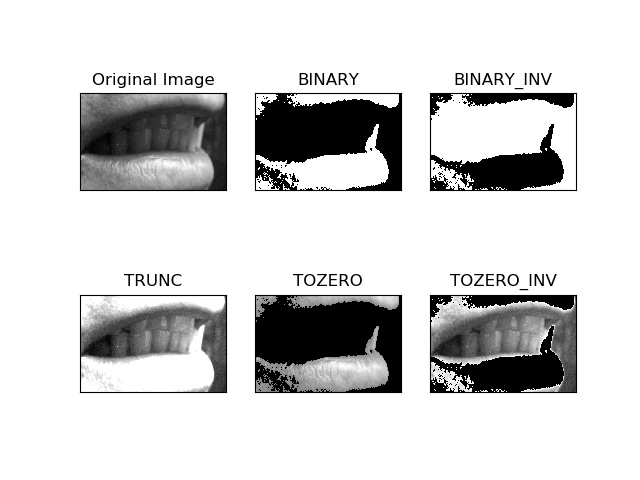 Original Image
BINARY
BINARY_INV
TRUNC
TOZERO
TOZERO_INV